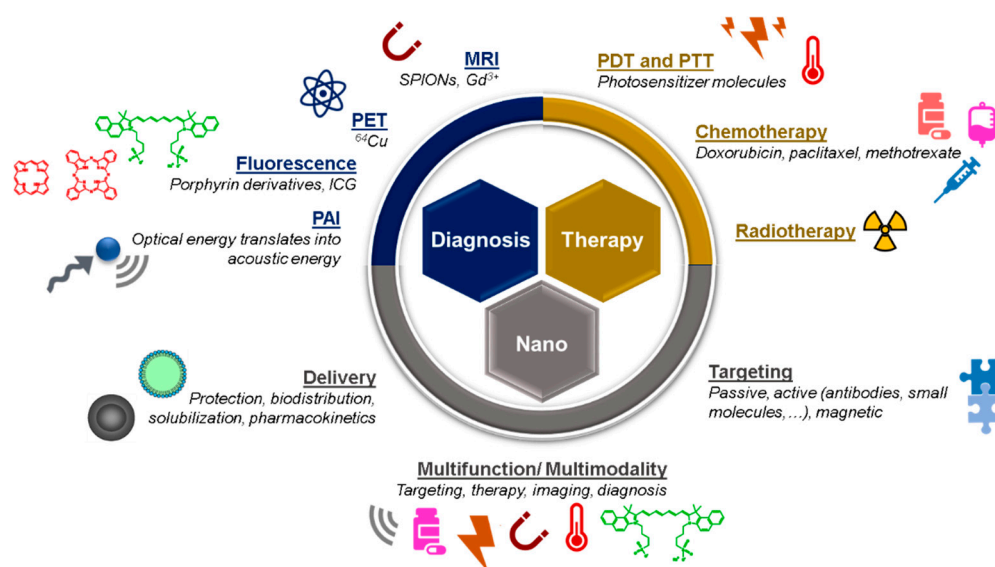 MRI
SPIONs, Gd³⁺
PET
⁶⁴Cu
Fluorescence
Porphyrin derivatives, ICG
PAI
Optical energy translates into
acoustic energy
PDT and PTT
Photosensitizer molecules
Chemotherapy
Doxorubicin, paclitaxel, methotrexate
Radiotherapy
Diagnosis
Therapy
Nano
Delivery
Protection, biodistribution,
solubilization, pharmacokinetics
Targeting
Passive, active (antibodies, small
molecules,…), magnetic
Multifunction/ Multimodality
Targeting, therapy, imaging, diagnosis